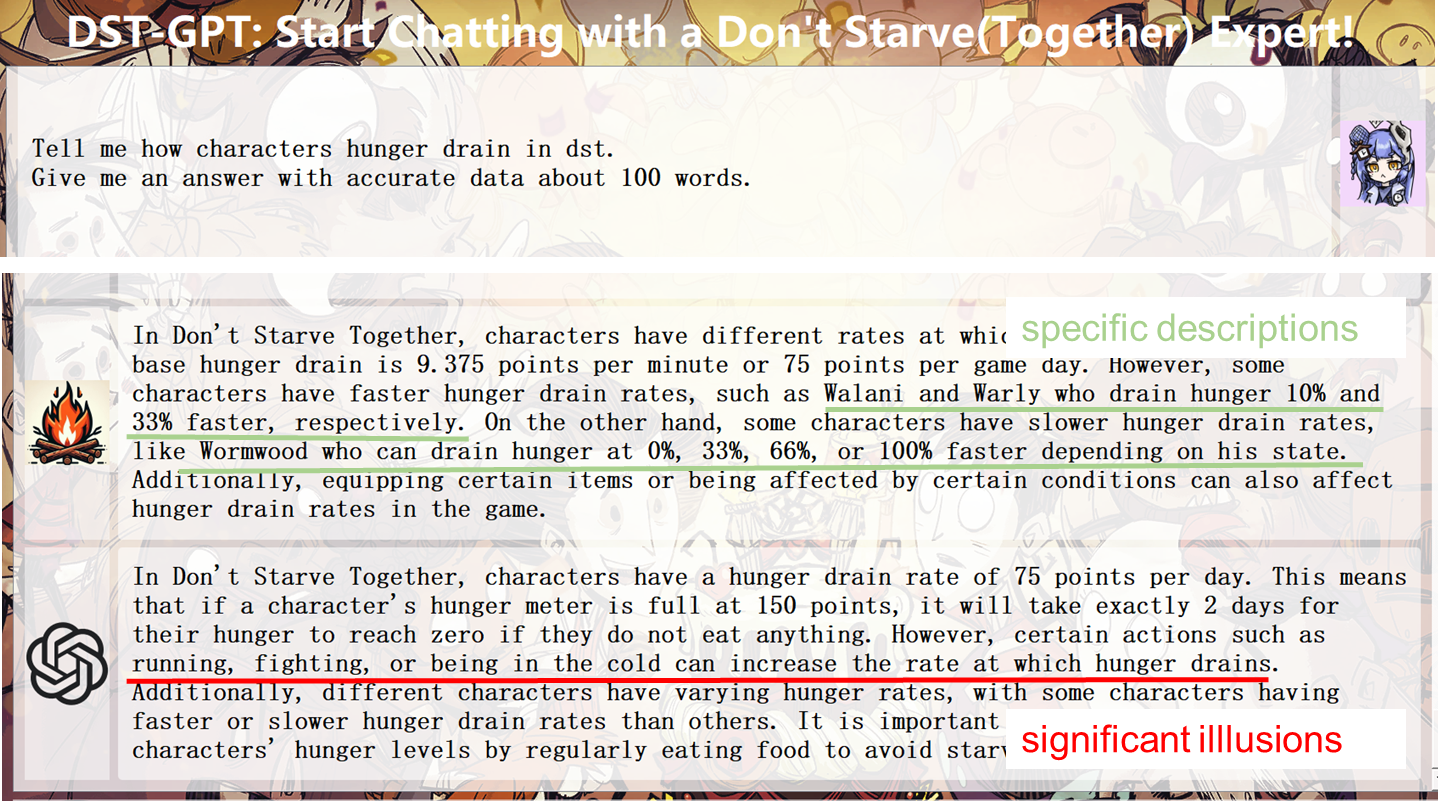 DST-GPT: Start Chatting with a Don't Starve(Together) Expert!
Tell me how characters hunger drain in dst.
Give me an answer with accurate data about 100 words.
In Don't Starve Together, characters have different rates at
specific descriptions
base hunger drain is 9.375 points per minute or 75 points per game day. However, some
characters have faster hunger drain rates, such as Walani and Warly who drain hunger 10% and
33% faster, respectively. On the other hand, some characters have slower hunger drain rates,
like Wormwood who can drain hunger at 0%, 33%, 66%, or 100% faster depending on his state.
Additionally, equipping certain items or being affected by certain conditions can also affect
hunger drain rates in the game.
In Don't Starve Together, characters have a hunger drain rate of 75 points per day. This means
that if a character's hunger meter is full at 150 points, it will take exactly 2 days for
their hunger to reach zero if they do not eat anything. However, certain actions such as
running, fighting, or being in the cold can increase the rate at which hunger drains.
Additionally, different characters have varying hunger rates, with some characters having
faster or slower hunger drain rates than others. It is important
characters' hunger levels by regularly eating food to avoid
significant illlusions